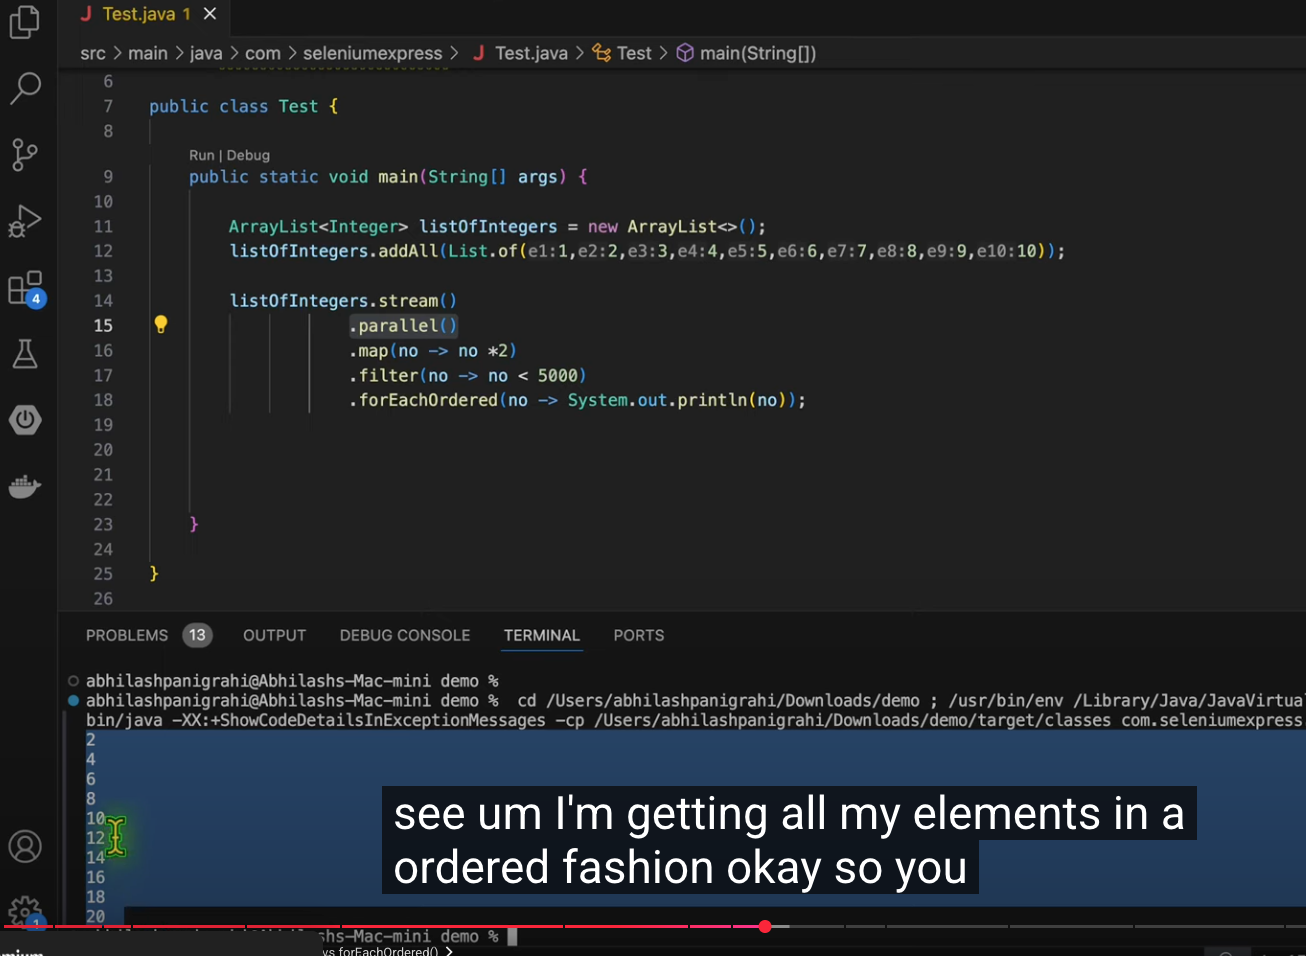 Test.java 1 ×
src > main > java > com > seleniumexpress > J Test.java > Test > main(String[])
6
7 public class Test {
8
Run | Debug
9 public static void main(String[] args) {
10
11 ArrayList<Integer> listOfIntegers = new ArrayList<>();
12 listOfIntegers.addAll(List.of(e1:1,e2:2,e3:3,e4:4,e5:5,e6:6,e7:7,e8:8,e9:9,e10:10));
13
14 listOfIntegers.stream()
15 .parallel()
16 .map(no -> no *2)
17 .filter(no -> no < 5000)
18 .forEachOrdered(no -> System.out.println(no));
19
20
21
22
23 }
24
25 }
26
4
PROBLEMS 13 OUTPUT DEBUG CONSOLE TERMINAL PORTS
abhilashpanigrahi@Abhilashs-Mac-mini demo %
abhilashpanigrahi@Abhilashs-Mac-mini demo % cd /Users/abhilashpanigrahi/Downloads/demo ; /usr/bin/env /Library/Java/JavaVirtua
bin/java -XX:+ShowCodeDetailsInExceptionMessages -cp /Users/abhilashpanigrahi/Downloads/demo/target/classes com.seleniumexpress
2
4
6
8
10
12
14
16
18
20
see um I'm getting all my elements in a
ordered fashion okay so you
1
shs-Mac-mini demo %
vs forEachOrdered() >